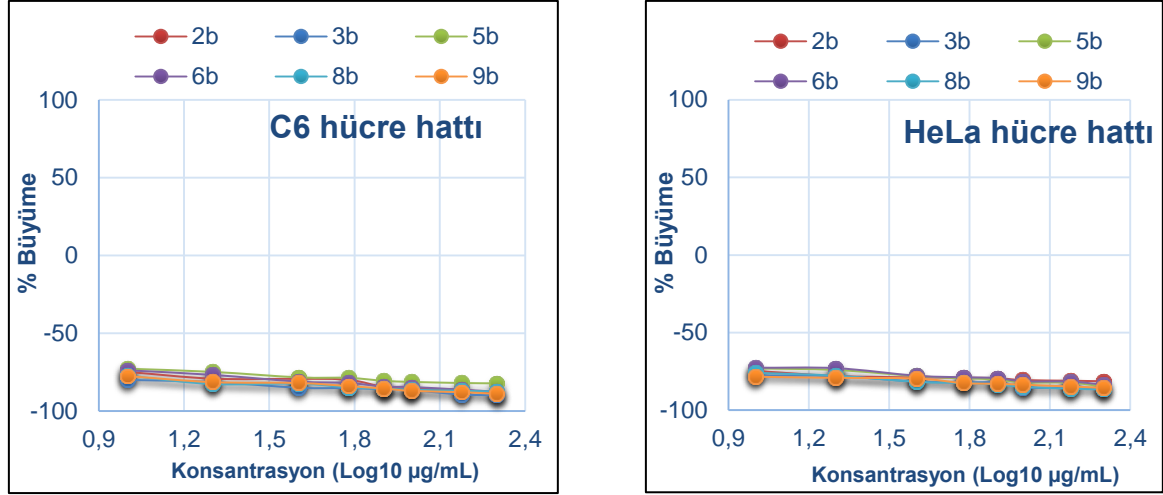 2b 3b 5b
6b 8b 9b
C6 hücre hattı
% Büyüme
100
50
0
-50
-100
0,9 1,2 1,5 1,8 2,1 2,4
Konsantrasyon (Log10 µg/mL)
2b 3b 5b
6b 8b 9b
HeLa hücre hattı
% Büyüme
100
50
0
-50
-100
0,9 1,2 1,5 1,8 2,1 2,4
Konsantrasyon (Log10 µg/mL)